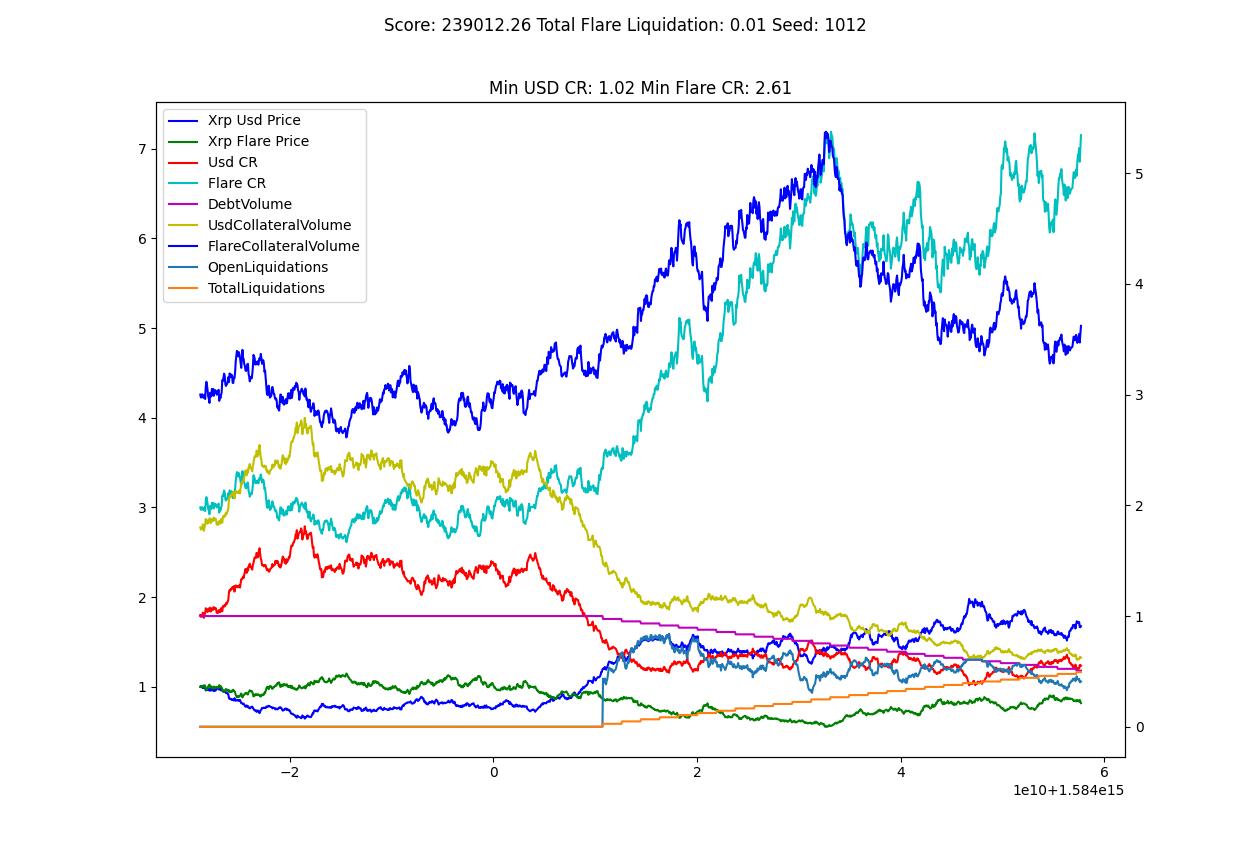 Score: 239012.26 Total Flare Liquidation: 0.01 Seed: 1012
Min USD CR: 1.02 Min Flare CR: 2.61
Xrp Usd Price
Xrp Flare Price
Usd CR
Flare CR
DebtVolume
UsdCollateralVolume
FlareCollateralVolume
OpenLiquidations
TotalLiquidations
7
6
5
4
3
2
1
5
4
3
2
1
0
−2
0
2
4
6
1e10+1.584e15